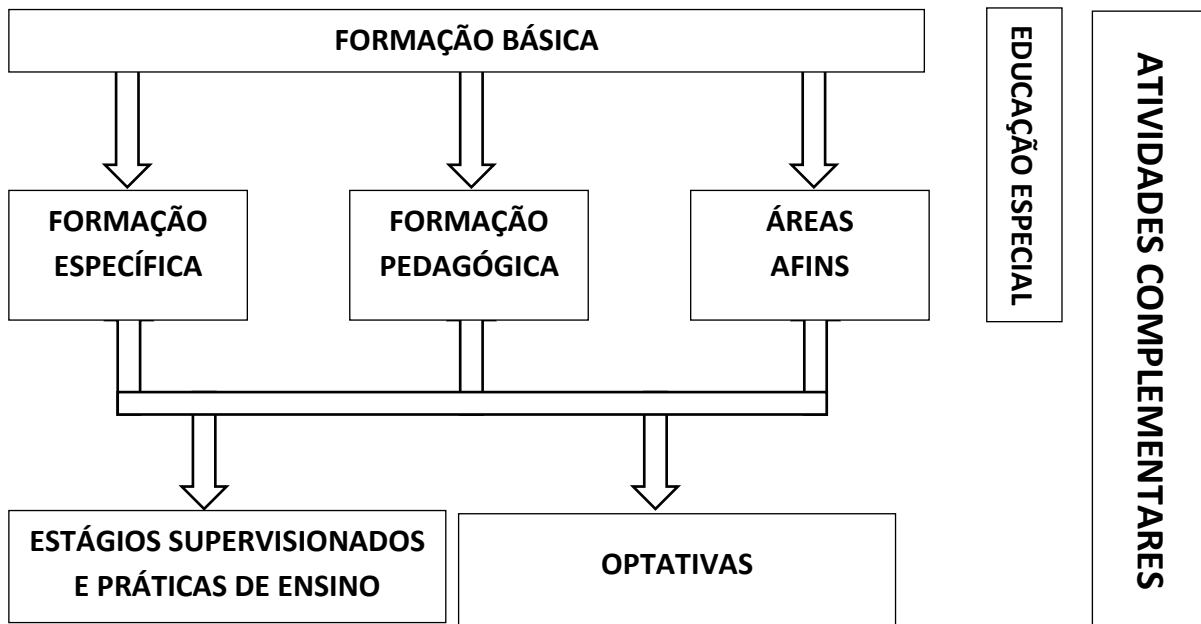 FORMAÇÃO BÁSICA
FORMAÇÃO
ESPECÍFICA
FORMAÇÃO
PEDAGÓGICA
ÁREAS
AFINS
ESTÁGIOS SUPERVISIONADOS
E PRÁTICAS DE ENSINO
OPTATIVAS
EDUCAÇÃO ESPECIAL
ATIVIDADES COMPLEMENTARES